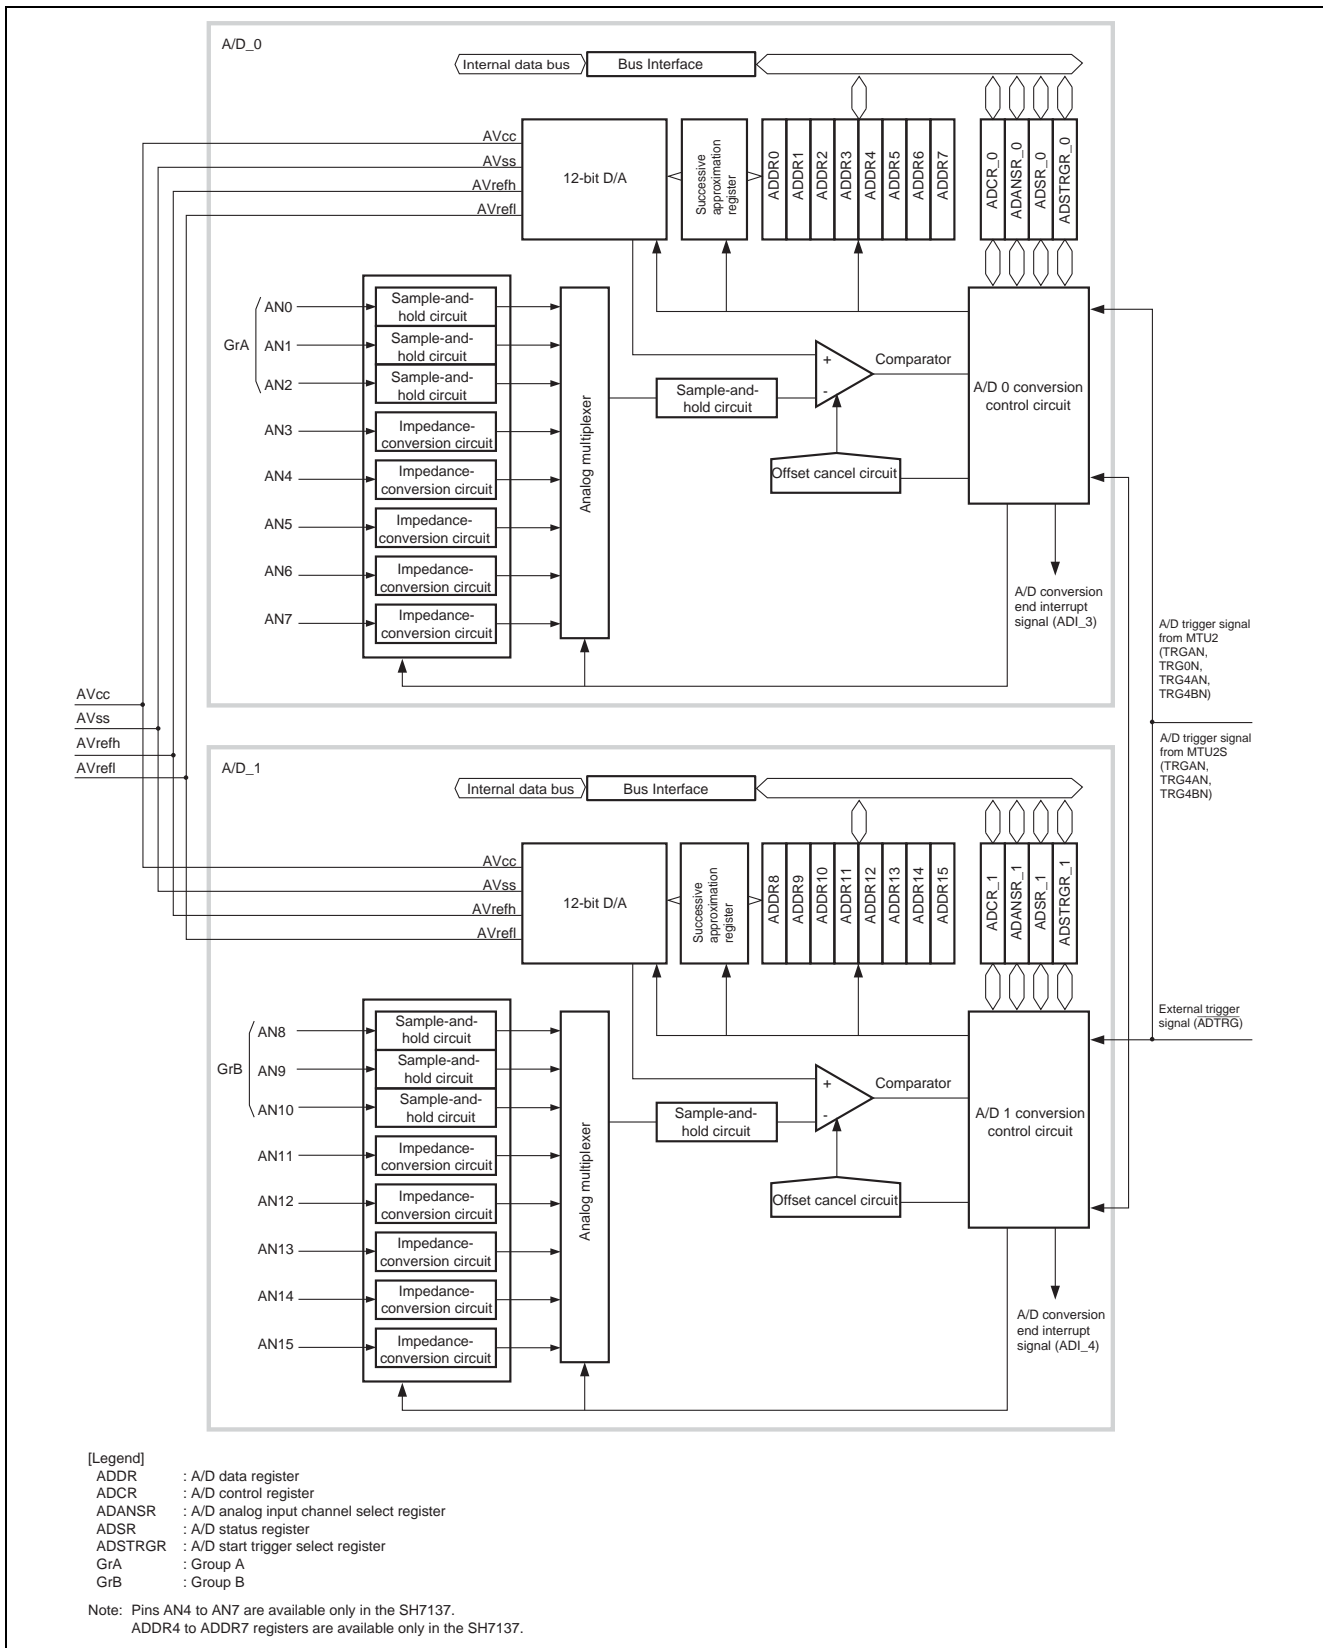 A/D_0
Internal data bus
Bus Interface
AVcc
AVss
AVrefh
AVrefl
12-bit D/A
Successive
approximation
register
ADDR0
ADDR1
ADDR2
ADDR3
ADDR4
ADDR5
ADDR6
ADDR7
ADCR_0
ADANSR_0
ADSR_0
ADSTRGR_0
GrA
AN0
AN1
AN2
AN3
AN4
AN5
AN6
AN7
Sample-and-
hold circuit
Sample-and-
hold circuit
Sample-and-
hold circuit
Impedance-
conversion circuit
Impedance-
conversion circuit
Impedance-
conversion circuit
Impedance-
conversion circuit
Impedance-
conversion circuit
Analog multiplexer
Sample-and-
hold circuit
+
-
Comparator
Offset cancel circuit
A/D 0 conversion
control circuit
A/D conversion
end interrupt
signal (ADI_3)
A/D trigger signal
from MTU2
(TRGAN,
TRG0N,
TRG4AN,
TRG4BN)
AVcc
AVss
AVrefh
AVrefl
A/D trigger signal
from MTU2S
(TRGAN,
TRG4AN,
TRG4BN)
A/D_1
Internal data bus
Bus Interface
AVcc
AVss
AVrefh
AVrefl
12-bit D/A
Successive
approximation
register
ADDR8
ADDR9
ADDR10
ADDR11
ADDR12
ADDR13
ADDR14
ADDR15
ADCR_1
ADANSR_1
ADSR_1
ADSTRGR_1
External trigger
signal (ADTRG)
GrB
AN8
AN9
AN10
AN11
AN12
AN13
AN14
AN15
Sample-and-
hold circuit
Sample-and-
hold circuit
Sample-and-
hold circuit
Impedance-
conversion circuit
Impedance-
conversion circuit
Impedance-
conversion circuit
Impedance-
conversion circuit
Impedance-
conversion circuit
Analog multiplexer
Sample-and-
hold circuit
+
-
Comparator
Offset cancel circuit
A/D 1 conversion
control circuit
A/D conversion
end interrupt
signal (ADI_4)
[Legend]
ADDR : A/D data register
ADCR : A/D control register
ADANSR : A/D analog input channel select register
ADSR : A/D status register
ADSTRGR : A/D start trigger select register
GrA : Group A
GrB : Group B
Note: Pins AN4 to AN7 are available only in the SH7137.
ADDR4 to ADDR7 registers are available only in the SH7137.